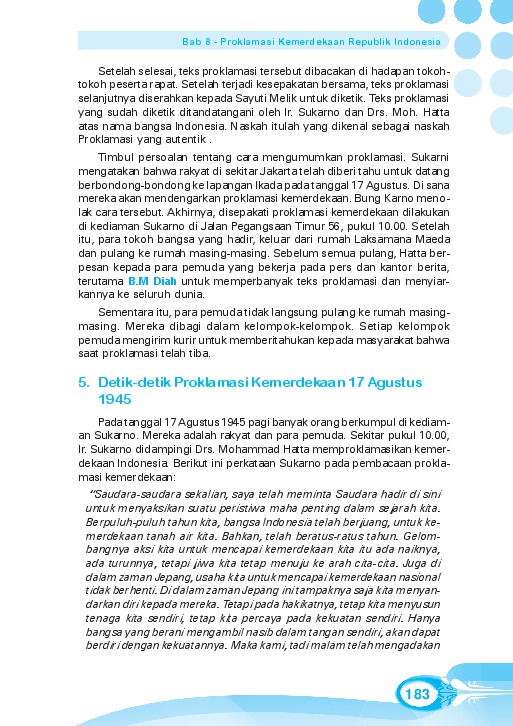 Bab 8 - Proklamasi Kemerdekaan Republik Indonesia
Setelah selesai, teks proklamasi tersebut dibacakan di hadapan tokoh-
tokoh peserta rapat. Setelah terjadi kesepakatan bersama, teks proklamasi
selanjutnya diserahkan kepada Sayuti Melik untuk diketik. Teks proklamasi
yang sudah diketik ditandatangani oleh Ir. Sukarno dan Drs. Moh. Hatta
atas nama bangsa Indonesia. Naskah itulah yang dikenal sebagai naskah
Proklamasi yang autentik .
Timbul persoalan tentang cara mengumumkan proklamasi. Sukarni
mengatakan bahwa rakyat di sekitar Jakarta telah diberi tahu untuk datang
berbondong-bondong ke lapangan Ikada pada tanggal 17 Agustus. Di sana
mereka akan mendengarkan proklamasi kemerdekaan. Bung Karno meno-
lak cara tersebut. Akhirnya, disepakati proklamasi kemerdekaan dilakukan
di kediaman Sukarno di Jalan Pegangsaan Timur 56, pukul 10.00. Setelah
itu, para tokoh bangsa yang hadir, keluar dari rumah Laksamana Maeda
dan pulang ke rumah masing-masing. Sebelum semua pulang, Hatta ber-
pesan kepada para pemuda yang bekerja pada pers dan kantor berita,
terutama B.M Diah untuk memperbanyak teks proklamasi dan menyiar-
kannya ke seluruh dunia.
Sementara itu, para pemuda tidak langsung pulang ke rumah masing-
masing. Mereka dibagi dalam kelompok-kelompok. Setiap kelompok
pemuda mengirim kurir untuk memberitahukan kepada masyarakat bahwa
saat proklamasi telah tiba.
5. Detik-detik Proklamasi Kemerdekaan 17 Agustus
1945
Pada tanggal 17 Agustus 1945 pagi banyak orang berkumpul di kediam-
an Sukarno. Mereka adalah rakyat dan para pemuda. Sekitar pukul 10.00,
Ir. Sukarno didampingi Drs. Mohammad Hatta memproklamasikan kemer-
dekaan Indonesia. Berikut ini perkataan Sukarno pada pembacaan prokla-
masi kemerdekaan:
“Saudara-saudara sekalian, saya telah meminta Saudara hadir di sini
untuk menyaksikan suatu peristiwa maha penting dalam sejarah kita.
Berpuluh-puluh tahun kita, bangsa Indonesia telah berjuang, untuk ke-
merdekaan tanah air kita. Bahkan, telah beratus-ratus tahun. Gelom-
bangnya aksi kita untuk mencapai kemerdekaan kita itu ada naiknya,
ada turunnya, tetapi jiwa kita tetap menuju ke arah cita-cita. Juga di
dalam zaman Jepang, usaha kita untuk mencapai kemerdekaan nasional
tidak berhenti. Di dalam zaman Jepang ini tampaknya saja kita menyan-
darkan diri kepada mereka. Tetapi pada hakikatnya, tetap kita menyusun
tenaga kita sendiri, tetap kita percaya pada kekuatan sendiri. Hanya
bangsa yang berani mengambil nasib dalam tangan sendiri, akan dapat
berdiri dengan kekuatannya. Maka kami, tadi malam telah mengadakan
183